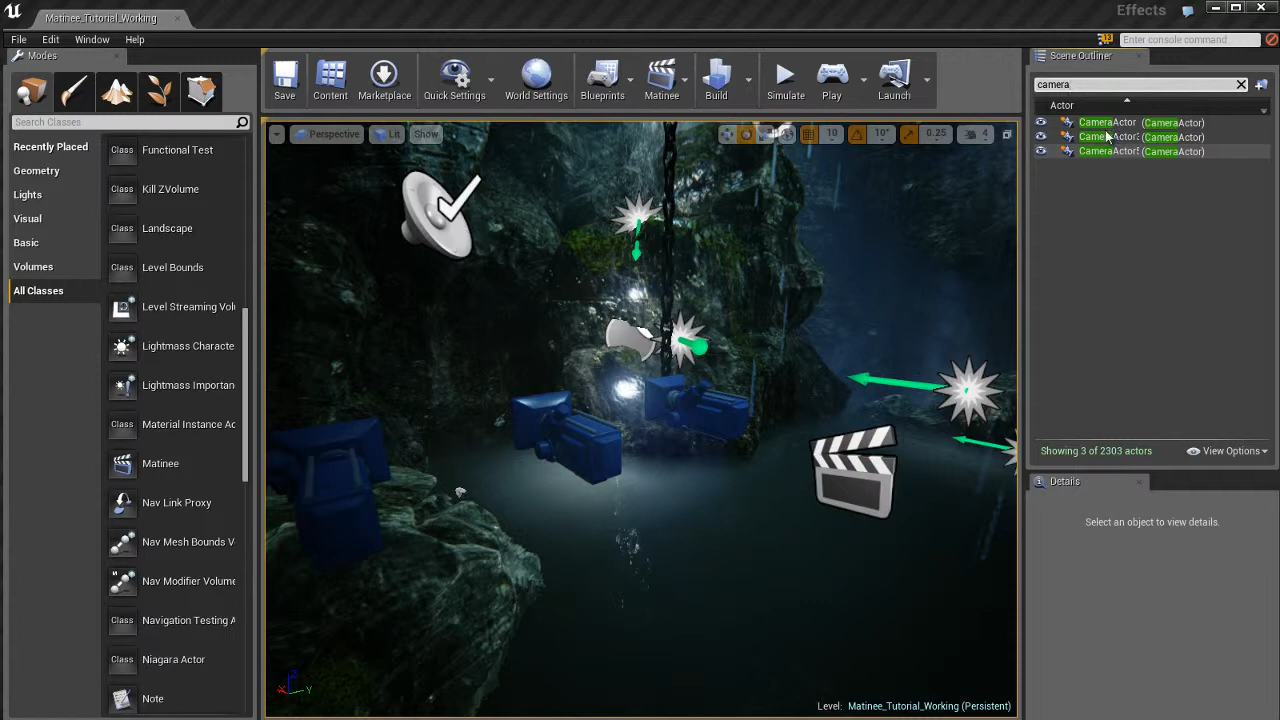 Matinee_Tutorial_Working
Effects
File Edit Window Help
Enter console command
Modes
Search Classes
Recently Placed
Geometry
Lights
Visual
Basic
Volumes
All Classes
Class Functional Test
Class Kill ZVolume
Class Landscape
Class Level Bounds
Level Streaming Volu
Lightmass Characte
Lightmass Importan
Class Material Instance Ac
Matinee
Nav Link Proxy
Nav Mesh Bounds V
Nav Modifier Volume
Class Navigation Testing A
Class Niagara Actor
Note
Save Content Marketplace Quick Settings World Settings Blueprints Matinee Build Simulate Play Launch
Perspective Lit Show
10 10° 0.25 4
X Z Y
Level: Matinee_Tutorial_Working (Persistent)
Scene Outliner
camera
Actor
CameraActor (CameraActor)
(CameraActor)
(CameraActor)
Showing 3 of 2303 actors
View Options
Details
Select an object to view details.